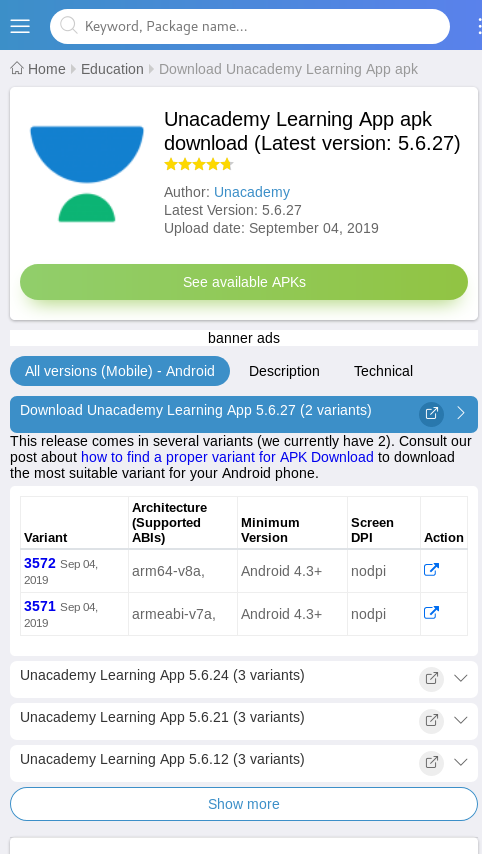 Keyword, Package name...
Home Education Download Unacademy Learning App apk
Unacademy Learning App apk
download (Latest version: 5.6.27)
Author: Unacademy
Latest Version: 5.6.27
Upload date: September 04, 2019
See available APKs
banner ads
All versions (Mobile) - Android Description Technical
Download Unacademy Learning App 5.6.27 (2 variants)
This release comes in several variants (we currently have 2). Consult our
post about how to find a proper variant for APK Download to download
the most suitable variant for your Android phone.
Variant Architecture (Supported ABIs) Minimum Version Screen DPI Action
3572 Sep 04, 2019 arm64-v8a, Android 4.3+ nodpi
3571 Sep 04, 2019 armeabi-v7a, Android 4.3+ nodpi
Unacademy Learning App 5.6.24 (3 variants)
Unacademy Learning App 5.6.21 (3 variants)
Unacademy Learning App 5.6.12 (3 variants)
Show more